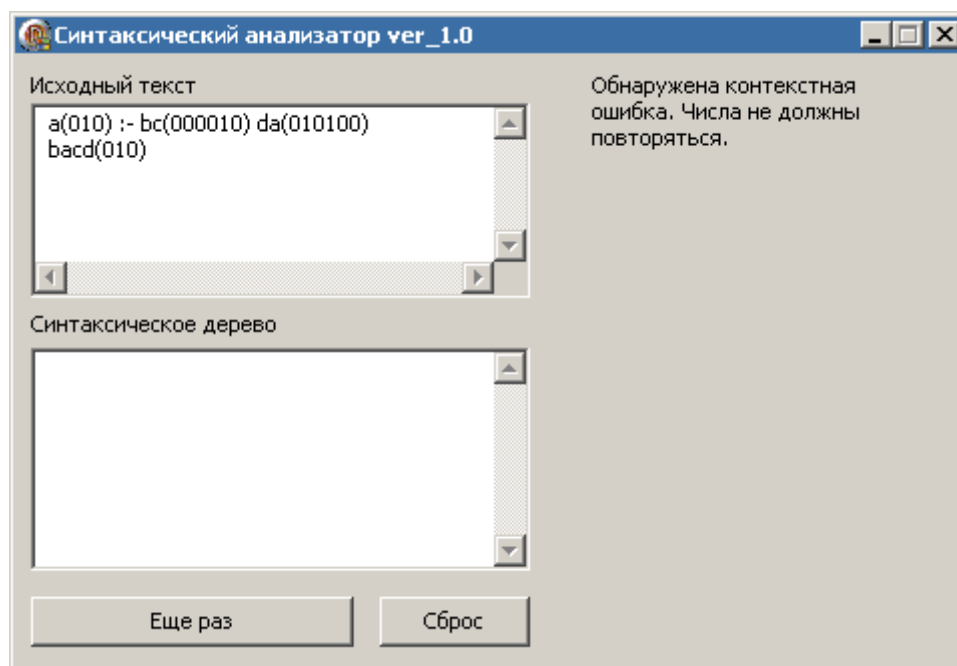 Синтаксический анализатор ver_1.0
Исходный текст
a(010) :- bc(000010) da(010100)
bacd(010)
Обнаружена контекстная
ошибка. Числа не должны
повторяться.
Синтаксическое дерево
Еще раз
Сброс